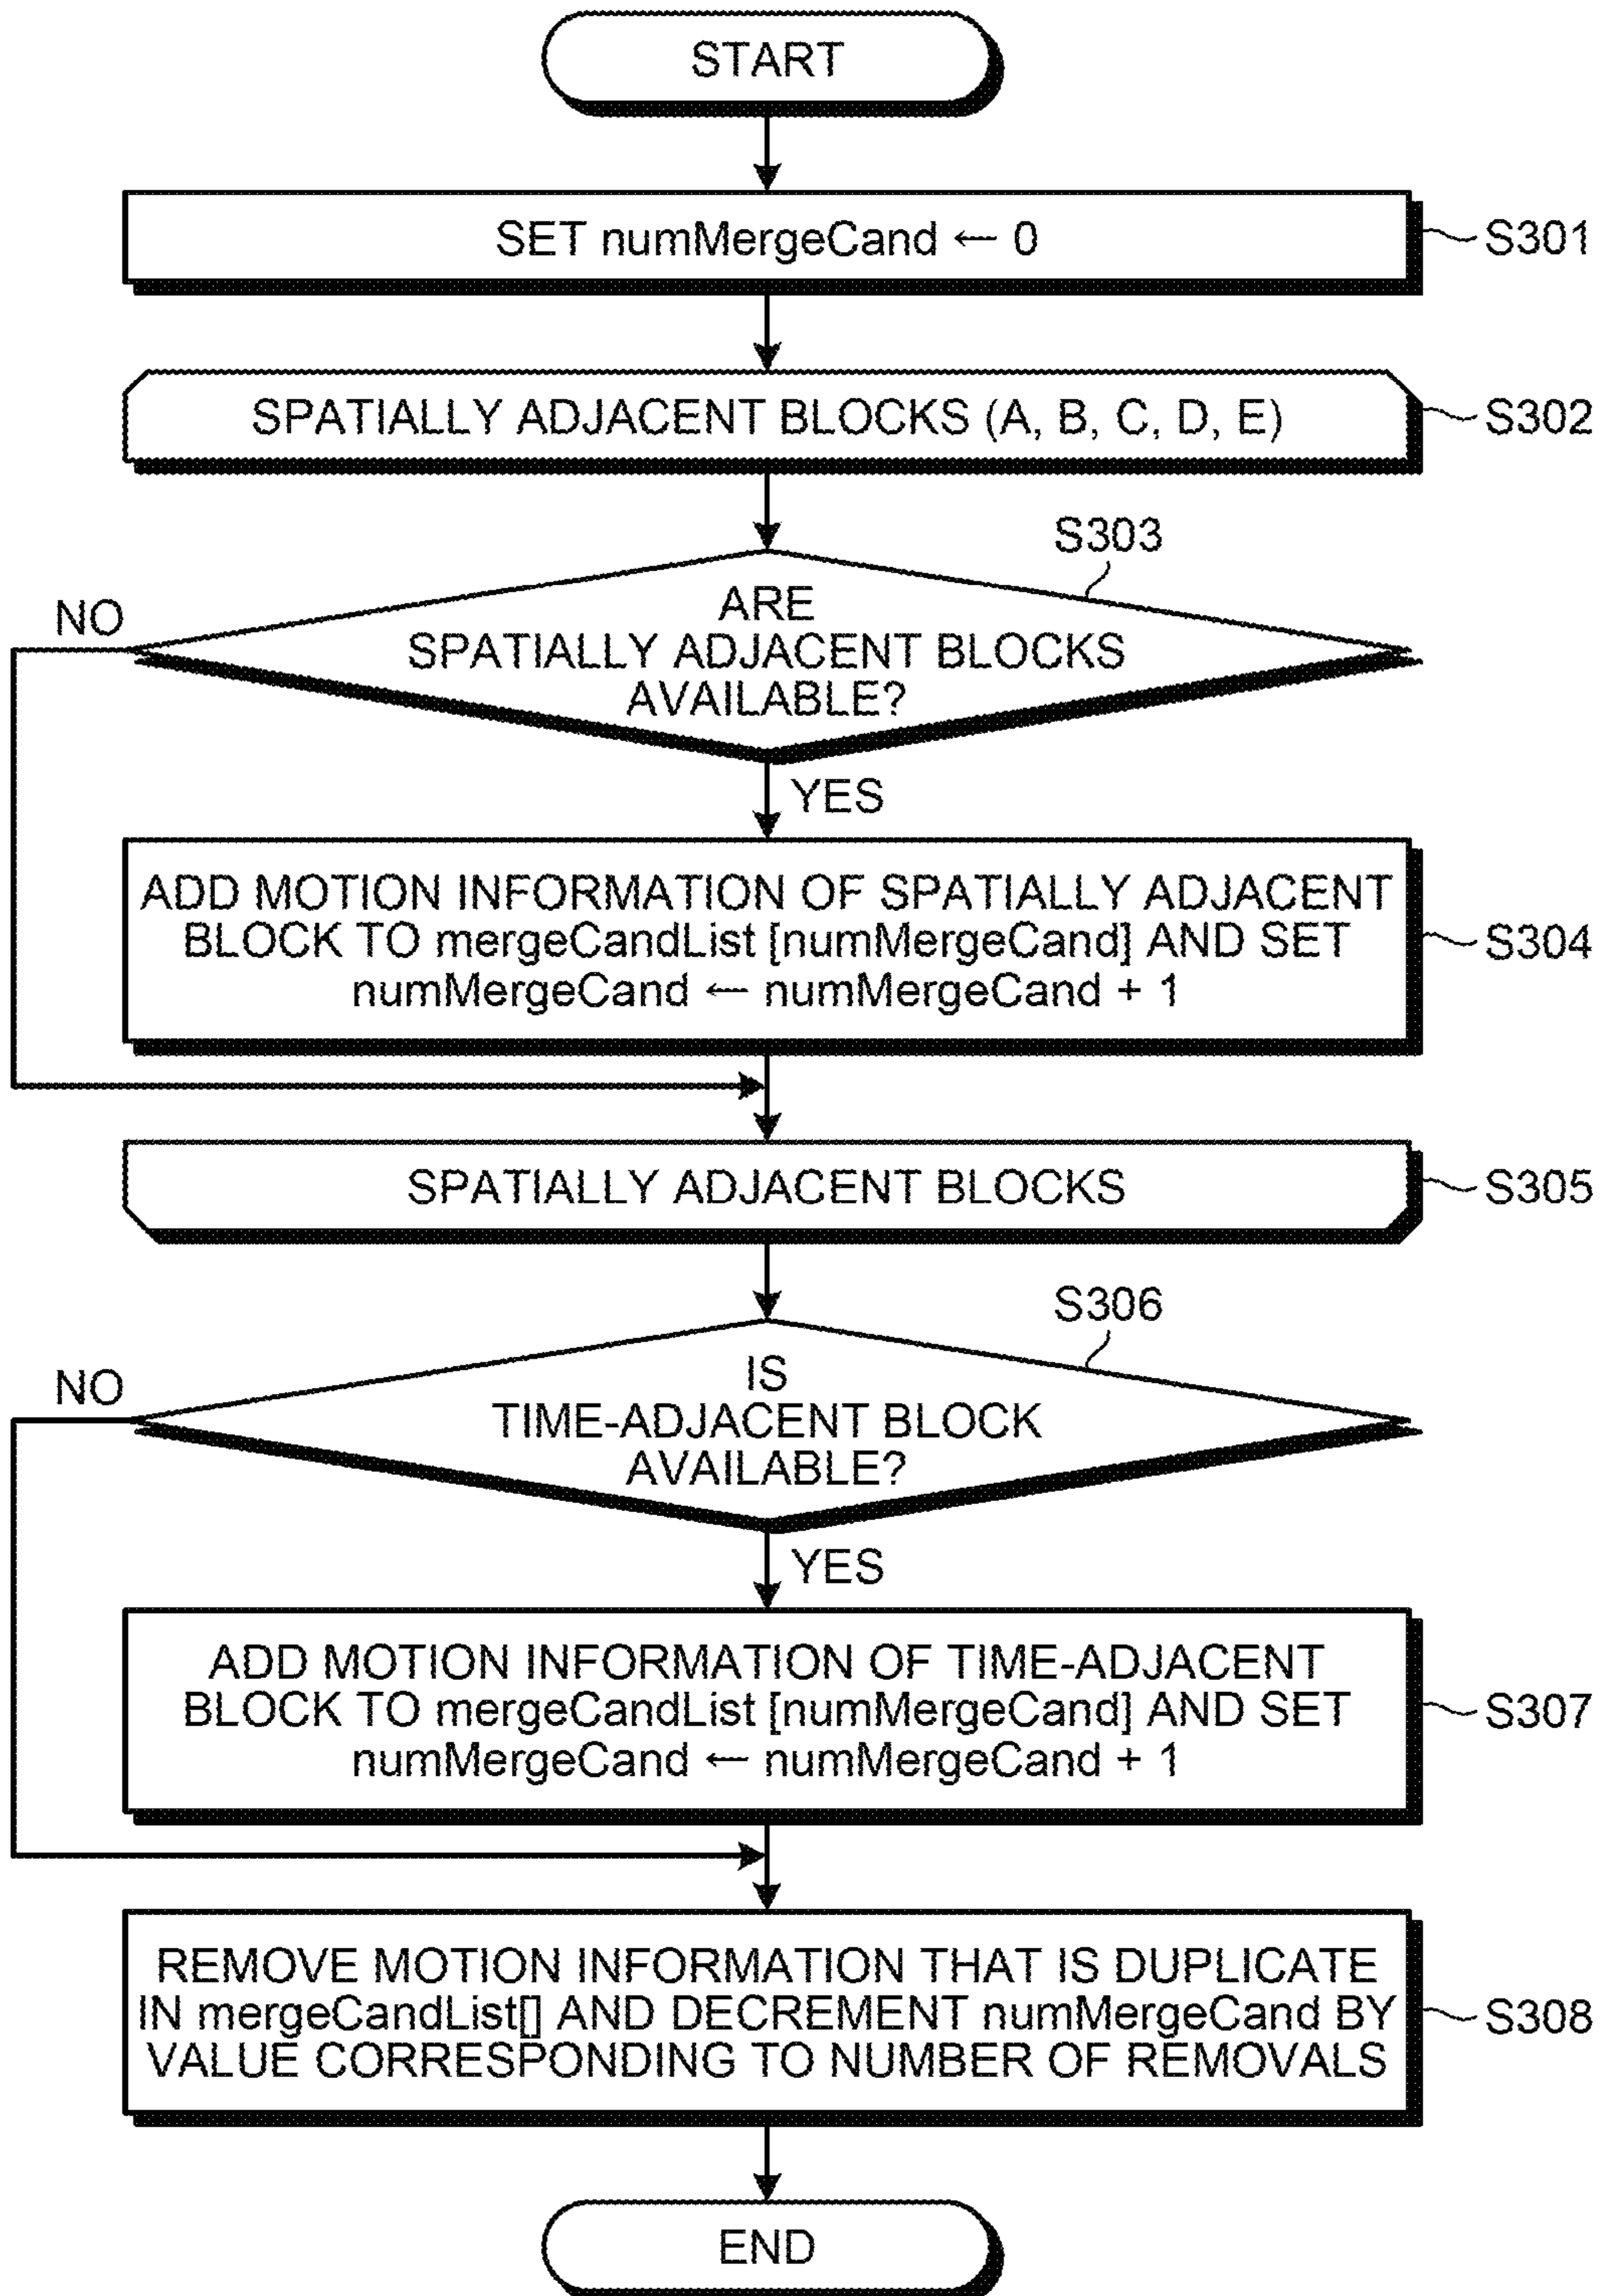 START
SET numMergeCand ← 0
S301
SPATIALLY ADJACENT BLOCKS (A, B, C, D, E)
S302
S303
NO
ARE
SPATIALLY ADJACENT BLOCKS
AVAILABLE?
YES
ADD MOTION INFORMATION OF SPATIALLY ADJACENT
BLOCK TO mergeCandList [numMergeCand] AND SET
numMergeCand ← numMergeCand + 1
S304
SPATIALLY ADJACENT BLOCKS
S305
S306
NO
IS
TIME-ADJACENT BLOCK
AVAILABLE?
YES
ADD MOTION INFORMATION OF TIME-ADJACENT
BLOCK TO mergeCandList [numMergeCand] AND SET
numMergeCand ← numMergeCand + 1
S307
REMOVE MOTION INFORMATION THAT IS DUPLICATE
IN mergeCandList[] AND DECREMENT numMergeCand BY
VALUE CORRESPONDING TO NUMBER OF REMOVALS
S308
END